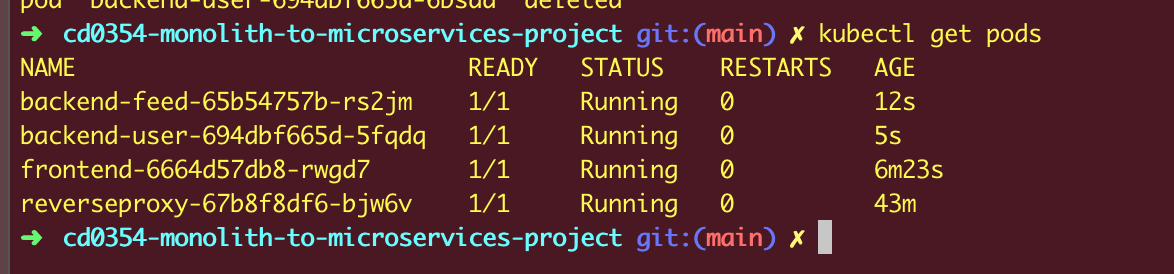 pod "backend-user-694dbf665d-6bsdd" deleted
➜ cd0354-monolith-to-microservices-project git:(main) ✗ kubectl get pods
NAME READY STATUS RESTARTS AGE
backend-feed-65b54757b-rs2jm 1/1 Running 0 12s
backend-user-694dbf665d-5fqdq 1/1 Running 0 5s
frontend-6664d57db8-rwgd7 1/1 Running 0 6m23s
reverseproxy-67b8f8df6-bjw6v 1/1 Running 0 43m
➜ cd0354-monolith-to-microservices-project git:(main) ✗